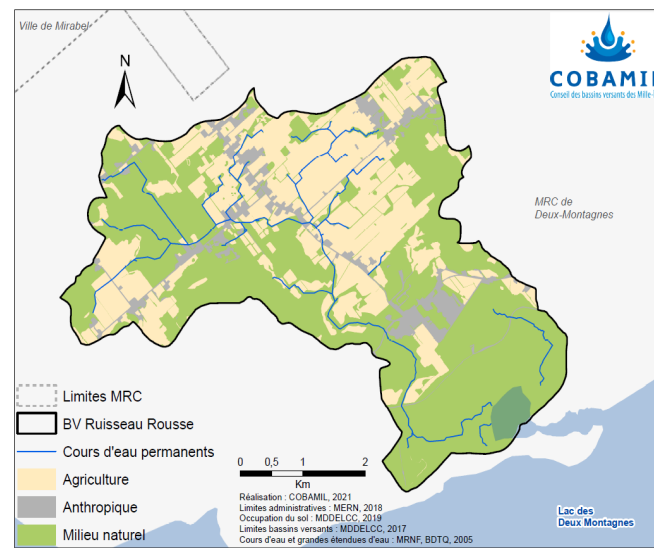 Ville de Mirabel
COBAMIL
Conseil des bassins versants des Mille-
N
MRC de
Deux-Montagnes
Limites MRC
BV Ruisseau Rousse
Cours d'eau permanents
Agriculture
Anthropique
Milieu naturel
0 0,5 1 2
Km
Réalisation : COBAMIL, 2021
Limites administratives : MERN, 2018
Occupation du sol : MDDELCC, 2019
Limites bassins versants : MDDELCC, 2017
Cours d'eau et grandes étendues d'eau : MRNF, BDTQ, 2005
Lac des
Deux Montagnes